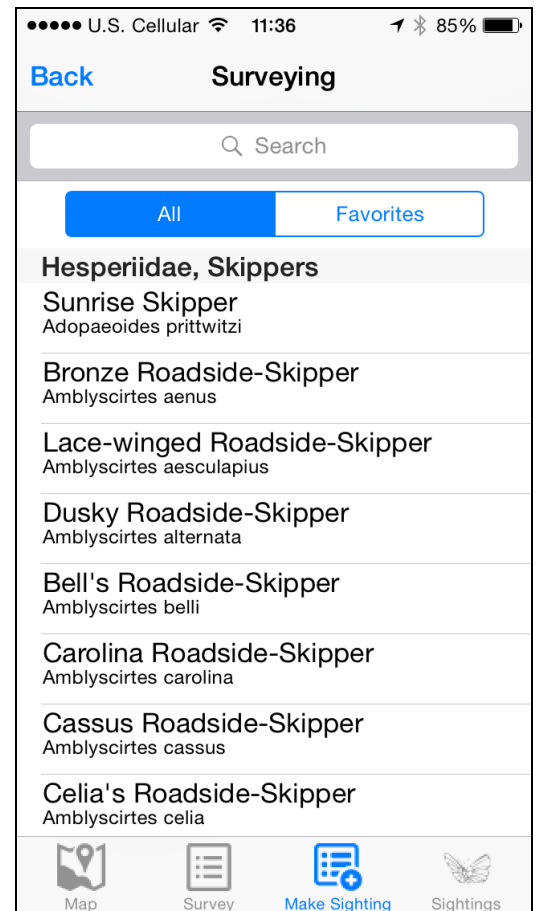 U.S. Cellular 11:36 85%
Back Surveying
Search
All Favorites
Hesperiidae, Skippers
Sunrise Skipper
Adopaeoides prittwitzi
Bronze Roadside-Skipper
Amblyscirtes aenus
Lace-winged Roadside-Skipper
Amblyscirtes aesculapius
Dusky Roadside-Skipper
Amblyscirtes alternata
Bell's Roadside-Skipper
Amblyscirtes belli
Carolina Roadside-Skipper
Amblyscirtes carolina
Cassus Roadside-Skipper
Amblyscirtes cassus
Celia's Roadside-Skipper
Amblyscirtes celia
Map Survey Make Sighting Sightings